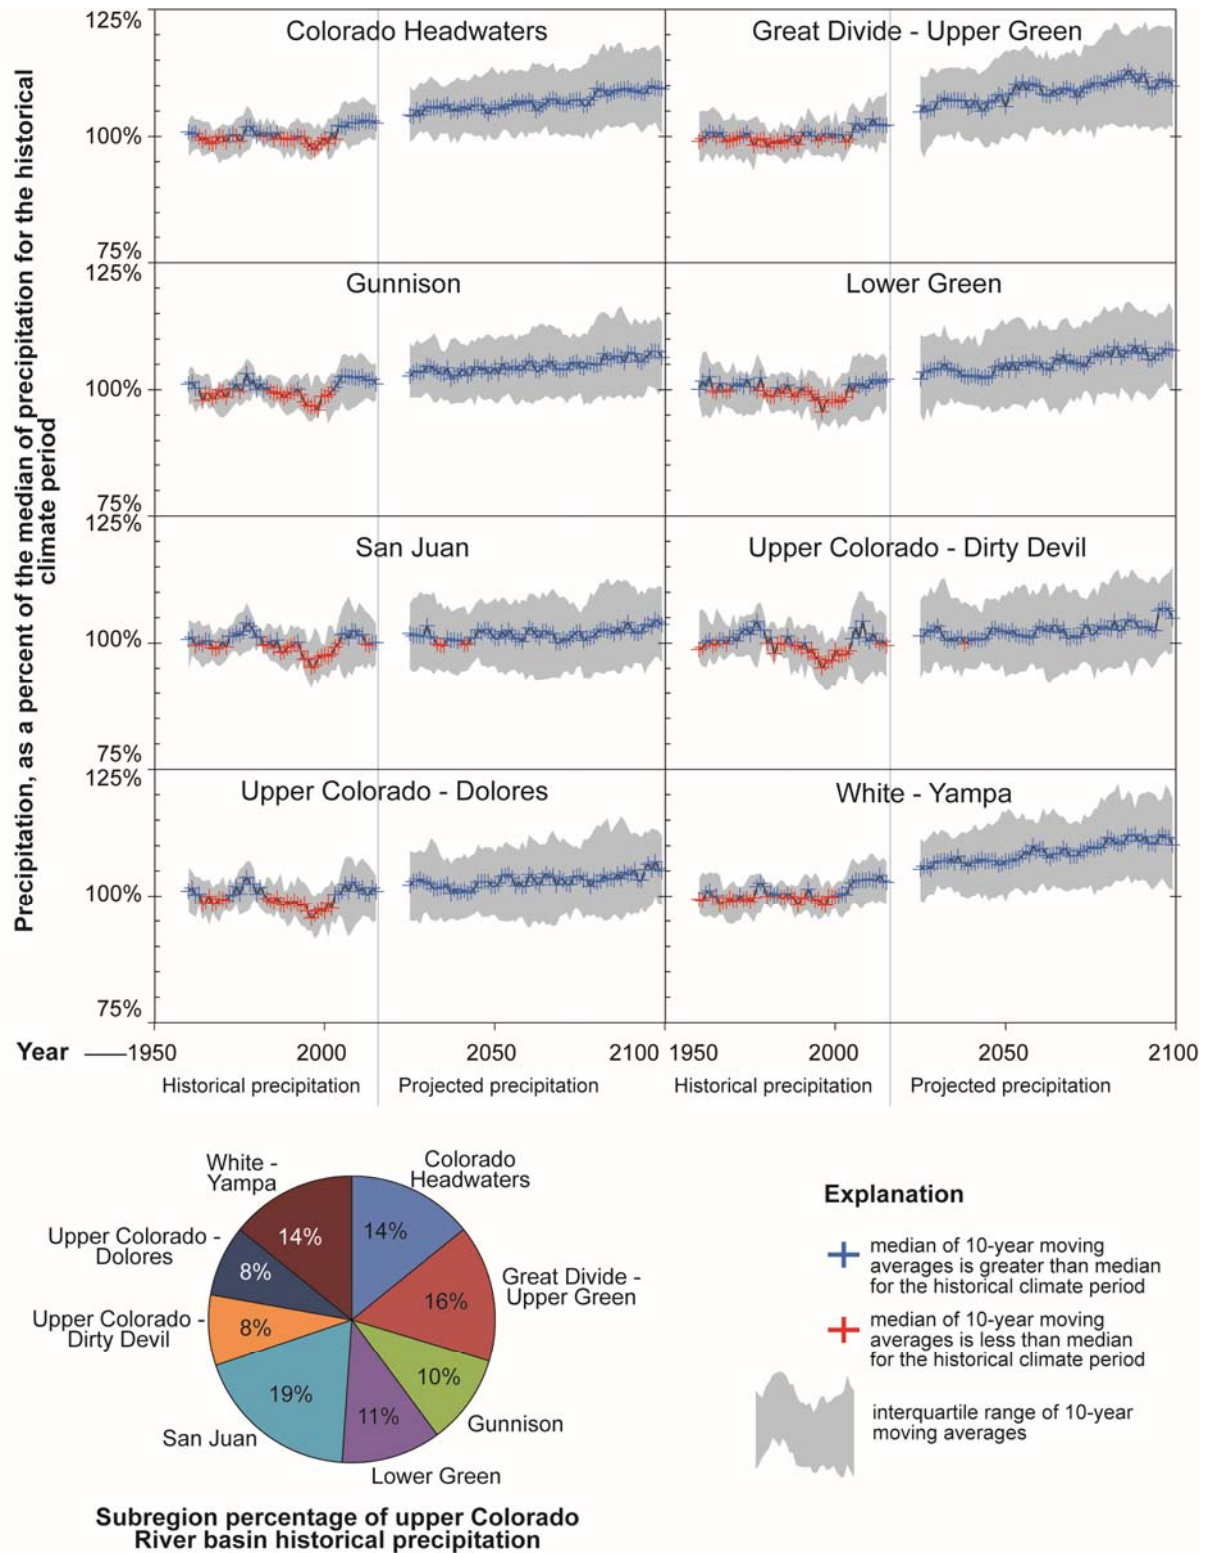 Precipitation, as a percent of the median of precipitation for the historical
climate period
125%
100%
75%
Colorado Headwaters
Great Divide - Upper Green
125%
100%
75%
Gunnison
Lower Green
125%
100%
75%
San Juan
Upper Colorado - Dirty Devil
125%
100%
75%
Upper Colorado - Dolores
White - Yampa
Year
1950
2000
2050
2100
1950
2000
2050
2100
Historical precipitation
Projected precipitation
Historical precipitation
Projected precipitation
White -
Yampa
Colorado
Headwaters
Upper Colorado -
Dolores
Great Divide -
Upper Green
Upper Colorado -
Dirty Devil
Gunnison
San Juan
Lower Green
14%
14%
8%
16%
8%
10%
19%
11%
Subregion percentage of upper Colorado
River basin historical precipitation
Explanation
median of 10-year moving
averages is greater than median
for the historical climate period
median of 10-year moving
averages is less than median
for the historical climate period
interquartile range of 10-year
moving averages